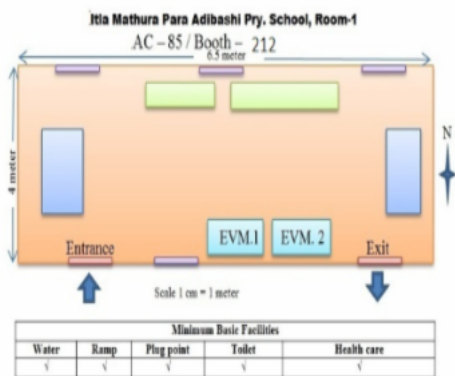 Itla Mathura Para Adibashi Pry. School, Room-1
AC – 85 / Booth – 212
6.5 meter
4 meter
N
EVM.1 EVM. 2
Entrance Exit
Scale 1 cm = 1 meter
Minimum Basic Facilities
Water Ramp Plug point Toilet Health care
√ √ √ √ √